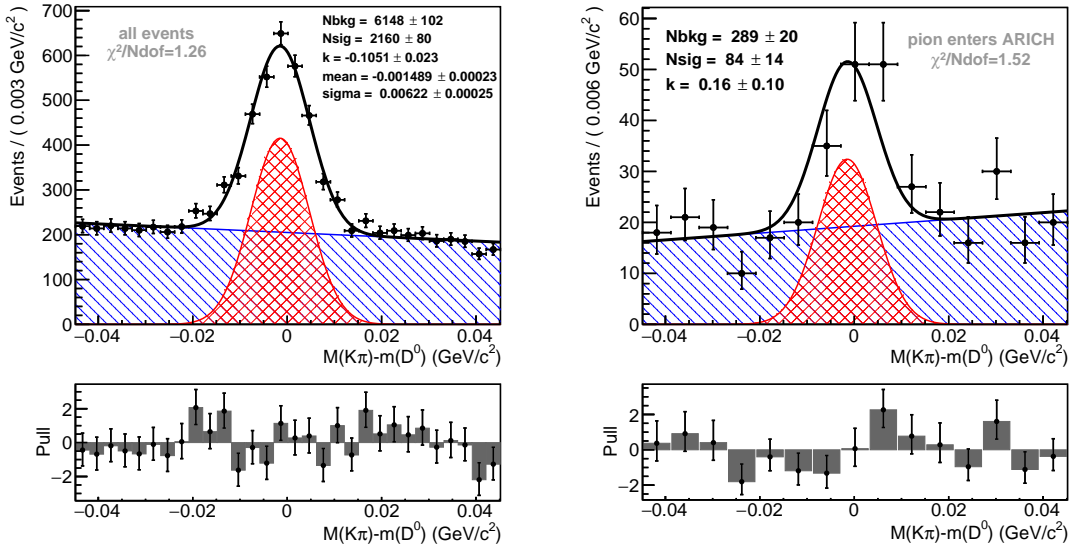 Events / ( 0.003 GeV/c²)
700
600
500
400
300
200
100
0
all events
χ²/Ndof=1.26
Nbkg = 6148 ± 102
Nsig = 2160 ± 80
k = -0.1051 ± 0.023
mean = -0.001489 ± 0.00023
sigma = 0.00622 ± 0.00025
−0.04 −0.02 0 0.02 0.04
M(Kπ)-m(D⁰) (GeV/c²)
Pull
2
0
−2
−0.04 −0.02 0 0.02 0.04
M(Kπ)-m(D⁰) (GeV/c²)
Events / ( 0.006 GeV/c²)
60
50
40
30
20
10
0
Nbkg = 289 ± 20
Nsig = 84 ± 14
k = 0.16 ± 0.10
pion enters ARICH
χ²/Ndof=1.52
−0.04 −0.02 0 0.02 0.04
M(Kπ)-m(D⁰) (GeV/c²)
Pull
2
0
−2
−0.04 −0.02 0 0.02 0.04
M(Kπ)-m(D⁰) (GeV/c²)